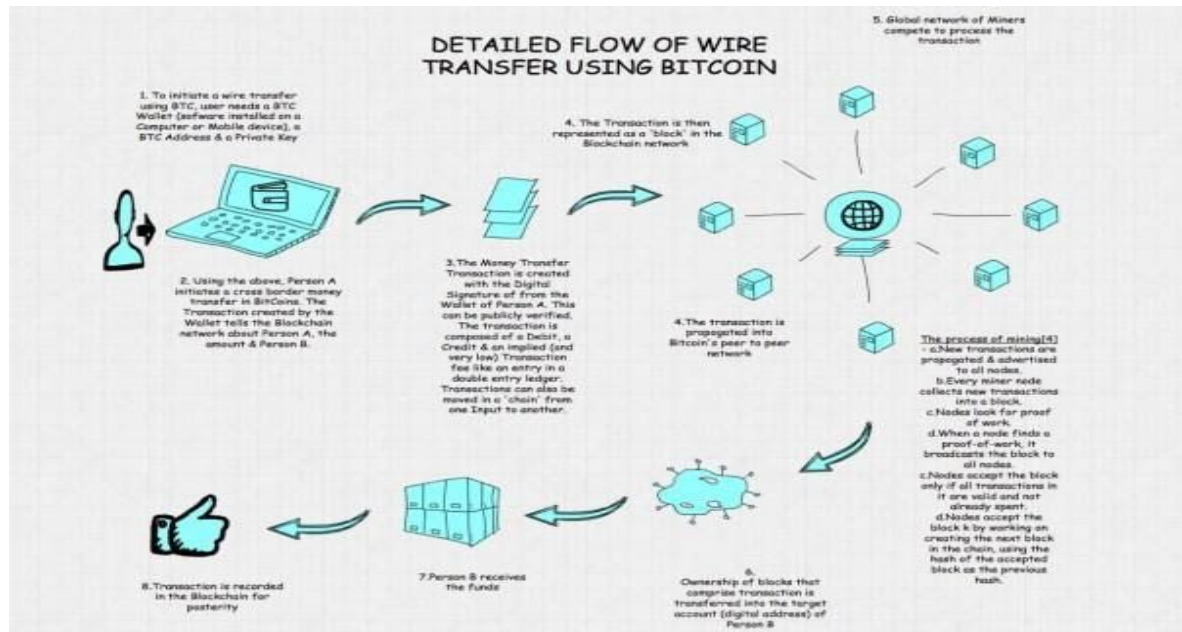 DETAILED FLOW OF WIRE
TRANSFER USING BITCOIN
1. To initiate a wire transfer
using BTC, user needs a BTC
Wallet (sofware installed on a
Computer or Mobile device), a
BTC Address & a Private Key
2. Using the above, Person A
initiates a cross border money
transfer in BitCoins. The
Transaction created by the
Wallet tells the Blockchain
network about Person A, the
amount & Person B.
3.The Money Transfer
Transaction is created
with the Digital
Signature of from the
Wallet of Person A. This
can be publicly verified.
The transaction is
composed of a Debit, a
Credit & an implied (and
very low) Transaction
fee like an entry in a
double entry ledger.
Transactions can also be
moved in a 'chain' from
one Input to another.
4. The Transaction is then
represented as a 'block' in the
Blockchain network
4.The transaction is
propagated into
Bitcoin's peer to peer
network
5. Global network of Miners
compete to process the
transaction
The process of mining[4]
- a.New transactions are
propagated & advertised
to all nodes.
b.Every miner node
collects new transactions
into a block.
c.Nodes look for proof
of work.
d.When a node finds a
proof-of-work, it
broadcasts the block to
all nodes.
c.Nodes accept the block
only if all transactions in
it are valid and not
already spent.
d.Nodes accept the
block b by working on
creating the next block
in the chain, using the
hash of the accepted
block as the previous
hash.
6.
Ownership of blocks that
comprise transaction is
transferred into the target
account (digital address) of
Person B
7.Person B receives
the funds
8.Transaction is recorded
in the Blockchain for
posterity